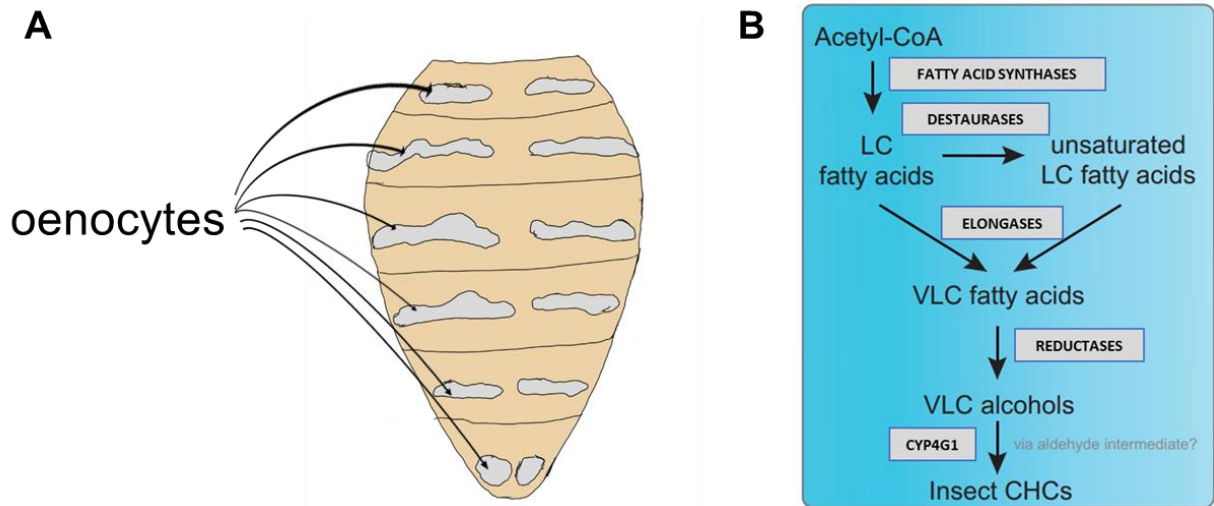 A
oenocytes
B
Acetyl-CoA
FATTY ACID SYNTHASES
DESTAURASES
LC
fatty acids
unsaturated
LC fatty acids
ELONGASES
VLC fatty acids
REDUCTASES
VLC alcohols
CYP4G1
via aldehyde intermediate?
Insect CHCs